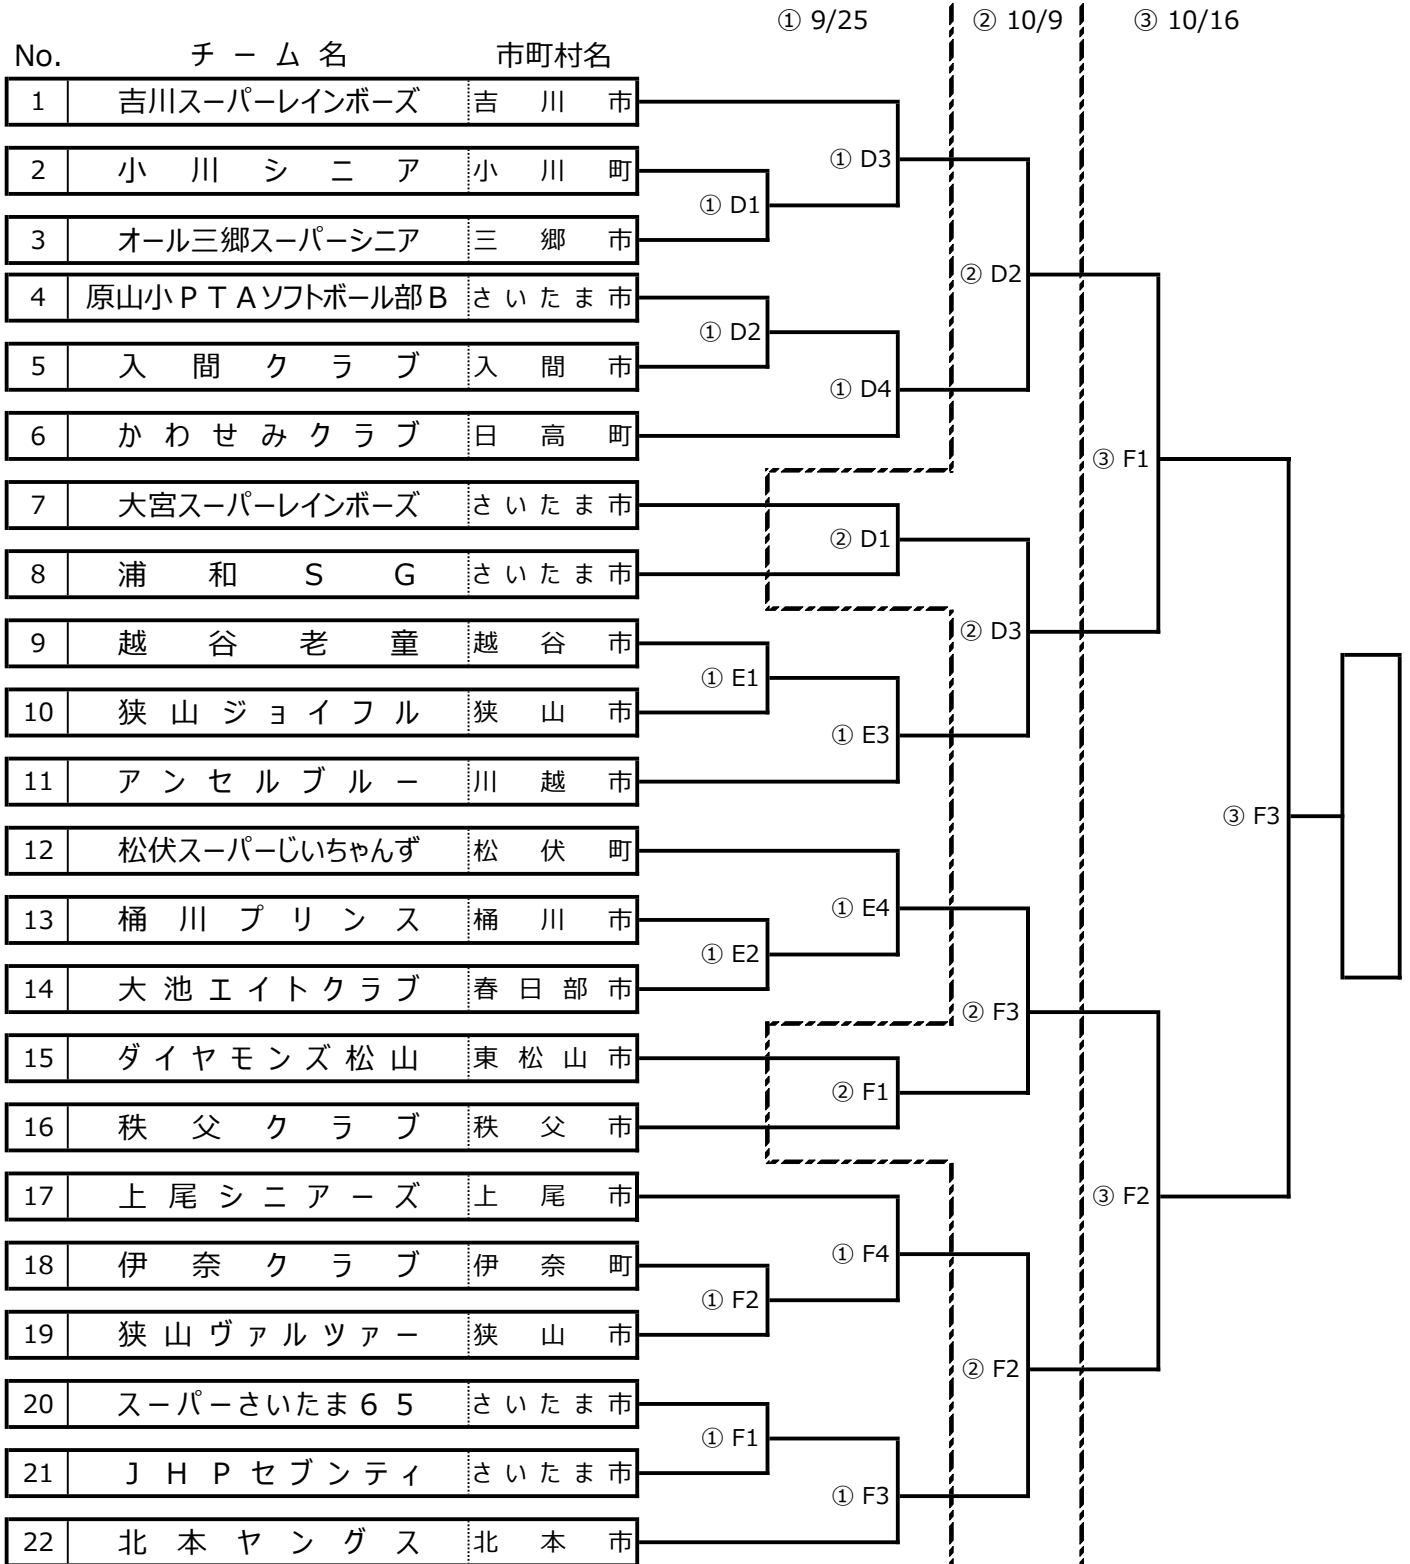 ① 9/25 ② 10/9 ③ 10/16
No. チーム名 市町村名
1 吉川スーパーレインボーズ 吉川市
① D3
2 小川シニア 小川町
① D1
3 オール三郷スーパーシニア 三郷市
② D2
4 原山小ＰＴＡソフトボール部Ｂ さいたま市
① D2
5 入間クラブ 入間市
① D4
6 かわせみクラブ 日高町
③ F1
7 大宮スーパーレインボーズ さいたま市
② D1
8 浦和ＳＧ さいたま市
② D3
9 越谷老童 越谷市
① E1
10 狭山ジョイフル 狭山市
① E3
11 アンセルブルー 川越市
③ F3
12 松伏スーパーじいちゃんず 松伏町
① E4
13 桶川プリンス 桶川市
① E2
14 大池エイトクラブ 春日部市
② F3
15 ダイヤモンズ松山 東松山市
② F1
16 秩父クラブ 秩父市
17 上尾シニアーズ 上尾市
③ F2
① F4
18 伊奈クラブ 伊奈町
① F2
19 狭山ヴァルツァー 狭山市
② F2
20 スーパーさいたま６５ さいたま市
① F1
21 ＪＨＰセブンティ さいたま市
① F3
22 北本ヤングス 北本市